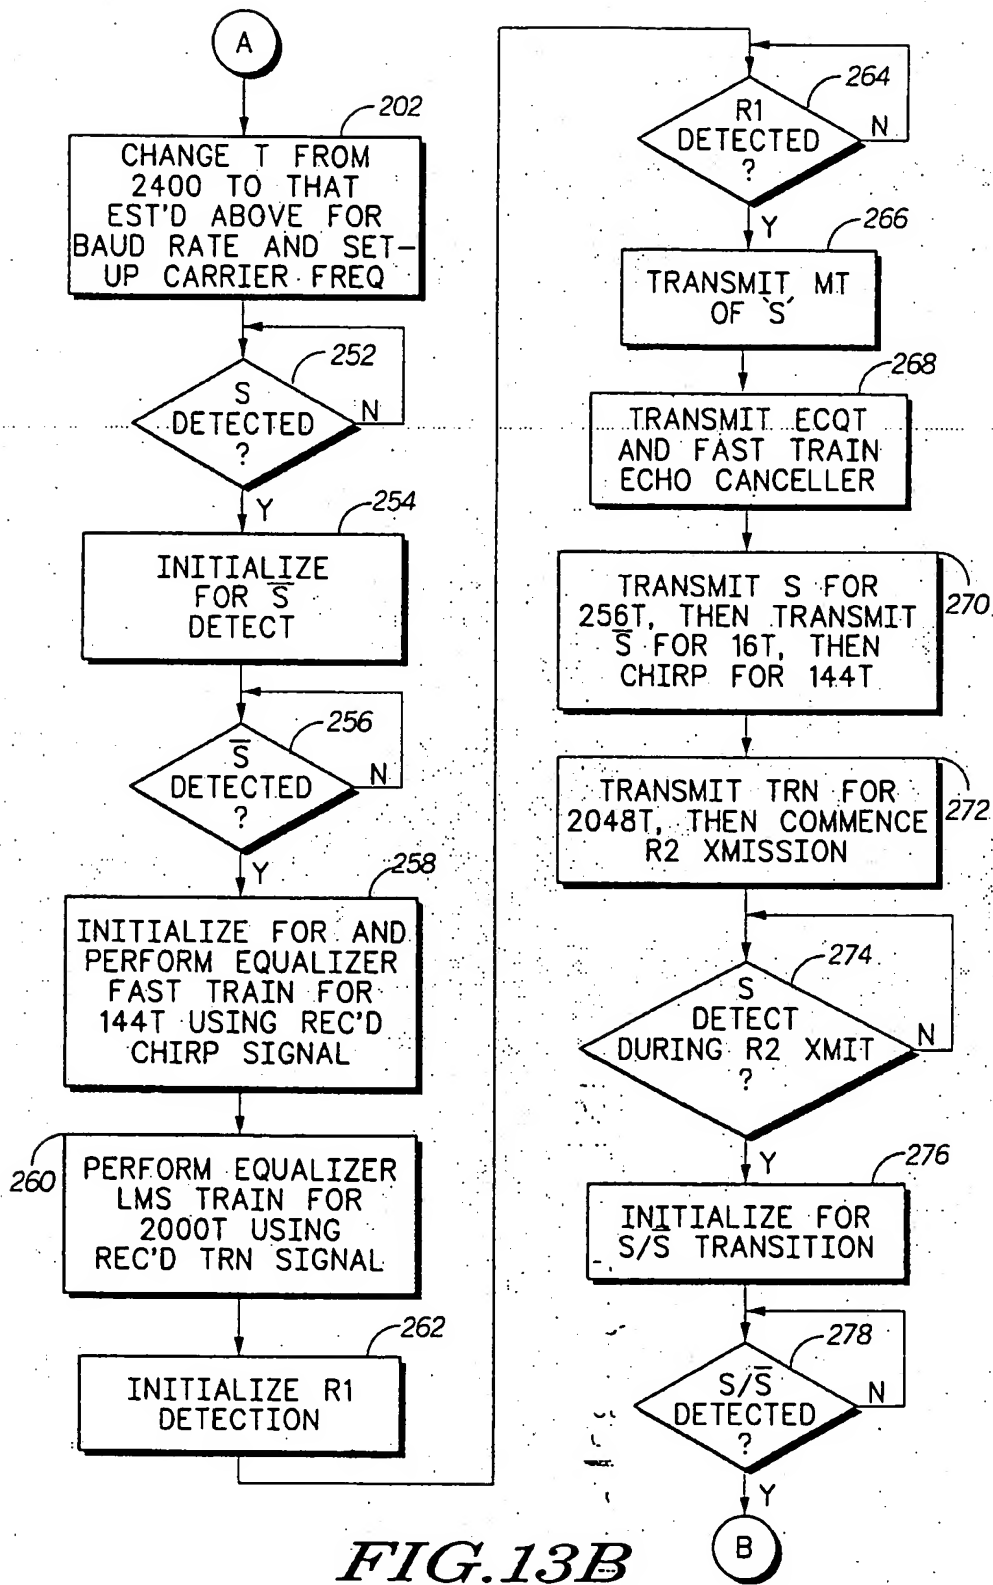 A
202
CHANGE T FROM
2400 TO THAT
EST'D ABOVE FOR
BAUD RATE AND SET-
UP CARRIER FREQ
252
S
DETECTED
?
N
Y
254
INITIALIZE
FOR S̅
DETECT
256
S̅
DETECTED
?
N
Y
258
INITIALIZE FOR AND
PERFORM EQUALIZER
FAST TRAIN FOR
144T USING REC'D
CHIRP SIGNAL
260
PERFORM EQUALIZER
LMS TRAIN FOR
2000T USING
REC'D TRN SIGNAL
262
INITIALIZE R1
DETECTION
264
R1
DETECTED
?
N
Y
266
TRANSMIT MT
OF 'S'
268
TRANSMIT ECQT
AND FAST TRAIN
ECHO CANCELLER
270
TRANSMIT S FOR
256T, THEN TRANSMIT
S̅ FOR 16T, THEN
CHIRP FOR 144T
272
TRANSMIT TRN FOR
2048T, THEN COMMENCE
R2 XMISSION
274
S
DETECT
DURING R2 XMIT
?
N
Y
276
INITIALIZE FOR
S/S̅ TRANSITION
278
S/S̅
DETECTED
?
N
Y
B
FIG.13B